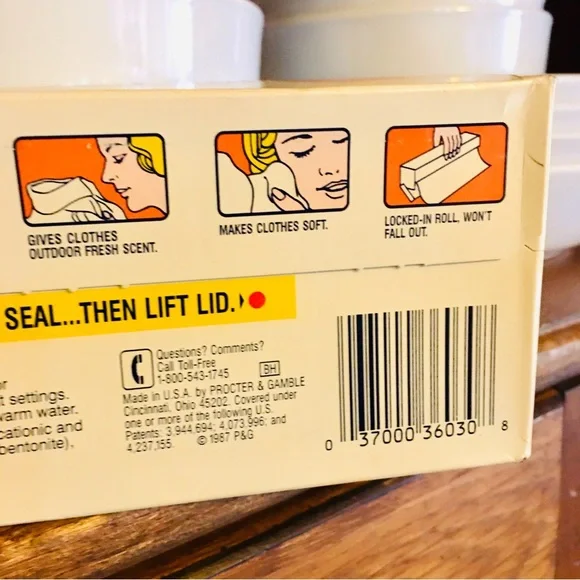 GIVES CLOTHES
OUTDOOR FRESH SCENT.
MAKES CLOTHES SOFT.
LOCKED-IN ROLL, WON'T
FALL OUT.
SEAL...THEN LIFT LID.
settings.
warm water.
cationic and
bentonite).
Questions? Comments?
Call Toll-Free
1-800-543-1745
BH
Made in U.S.A. by PROCTER & GAMBLE
Cincinnati, Ohio 45202. Covered under
one or more of the following U.S.
Patents: 3,944,694; 4,073,996; and
4,237,155. © 1987 P&G
0 37000 36030 8